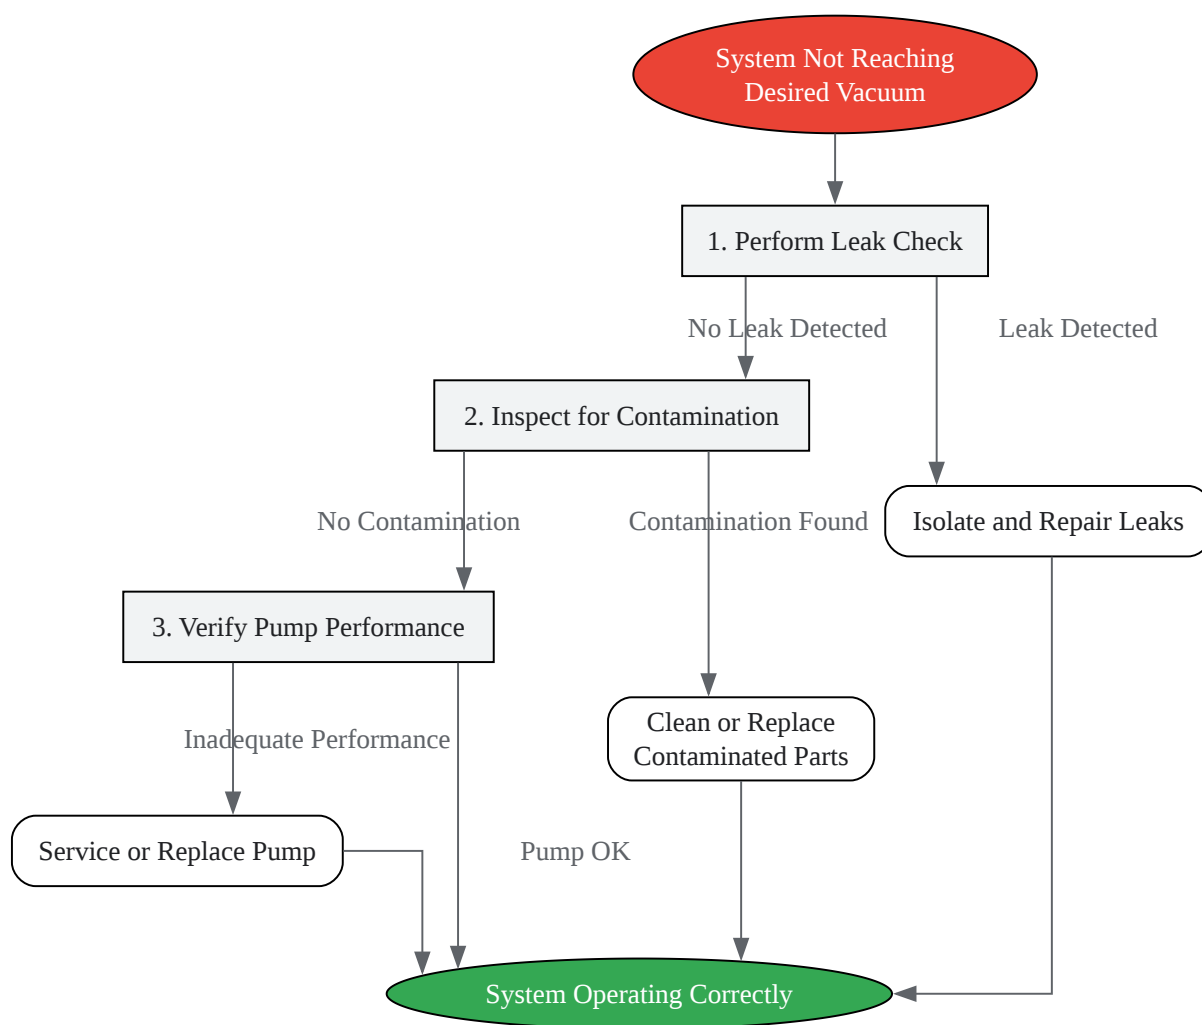 System Not Reaching
Desired Vacuum
1. Perform Leak Check
No Leak Detected
Leak Detected
2. Inspect for Contamination
No Contamination
Contamination Found
Isolate and Repair Leaks
3. Verify Pump Performance
Clean or Replace
Contaminated Parts
Inadequate Performance
Service or Replace Pump
Pump OK
System Operating Correctly